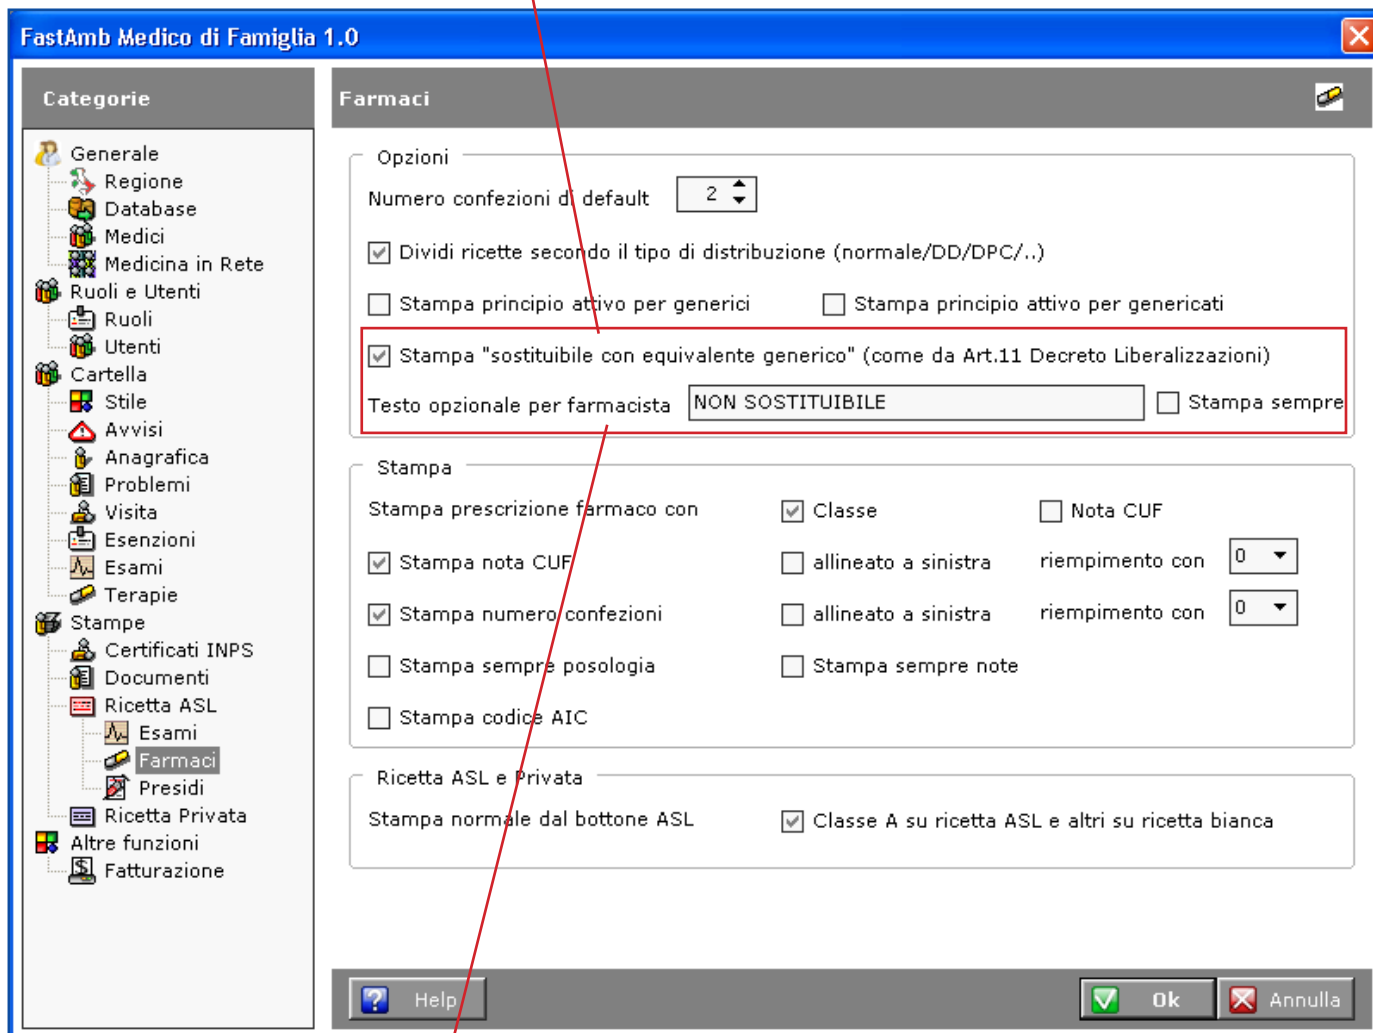 FastAmb Medico di Famiglia 1.0
Categorie
Generale
Regione
Database
Medici
Medicina in Rete
Ruoli e Utenti
Ruoli
Utenti
Cartella
Stile
Avvisi
Anagrafica
Problemi
Visita
Esenzioni
Esami
Terapie
Stampe
Certificati INPS
Documenti
Ricetta ASL
Esami
Farmaci
Presidi
Ricetta Privata
Altre funzioni
Fatturazione
Farmaci
Opzioni
Numero confezioni di default 2
Dividi ricette secondo il tipo di distribuzione (normale/DD/DPC/..)
Stampa principio attivo per generici Stampa principio attivo per genericati
Stampa "sostituibile con equivalente generico" (come da Art.11 Decreto Liberalizzazioni)
Testo opzionale per farmacista NON SOSTITUIBILE Stampa sempre
Stampa
Stampa prescrizione farmaco con Classe Nota CUF
Stampa nota CUF allineato a sinistra riempimento con 0
Stampa numero confezioni allineato a sinistra riempimento con 0
Stampa sempre posologia Stampa sempre note
Stampa codice AIC
Ricetta ASL e Privata
Stampa normale dal bottone ASL Classe A su ricetta ASL e altri su ricetta bianca
? Help Ok Annulla